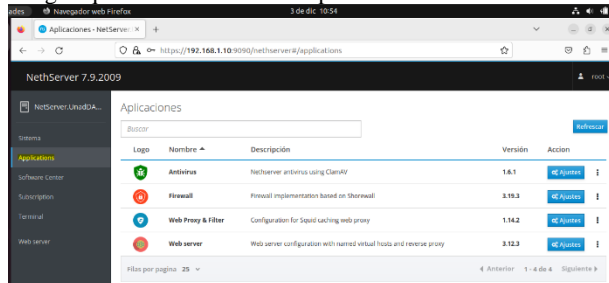 ades
Navegador web Firefox
3 de dic 10:54
Aplicaciones - NetServer
https://192.168.1.10:9090/nethserver#/applications
NethServer 7.9.2009
root
NetServer.UnadDA...
Aplicaciones
Buscar
Refrescar
Sistema
Applications
Software Center
Subscription
Terminal
Web server
Logo Nombre Descripción Versión Accion
Antivirus Nethserver antivirus using ClamAV 1.6.1 Ajustes
Firewall Firewall implementation based on Shorewall 3.19.3 Ajustes
Web Proxy & Filter Configuration for Squid caching web proxy 1.14.2 Ajustes
Web server Web server configuration with named virtual hosts and reverse proxy 3.12.3 Ajustes
Filas por pagina 25 Anterior 1 - 4 de 4 Siguiente